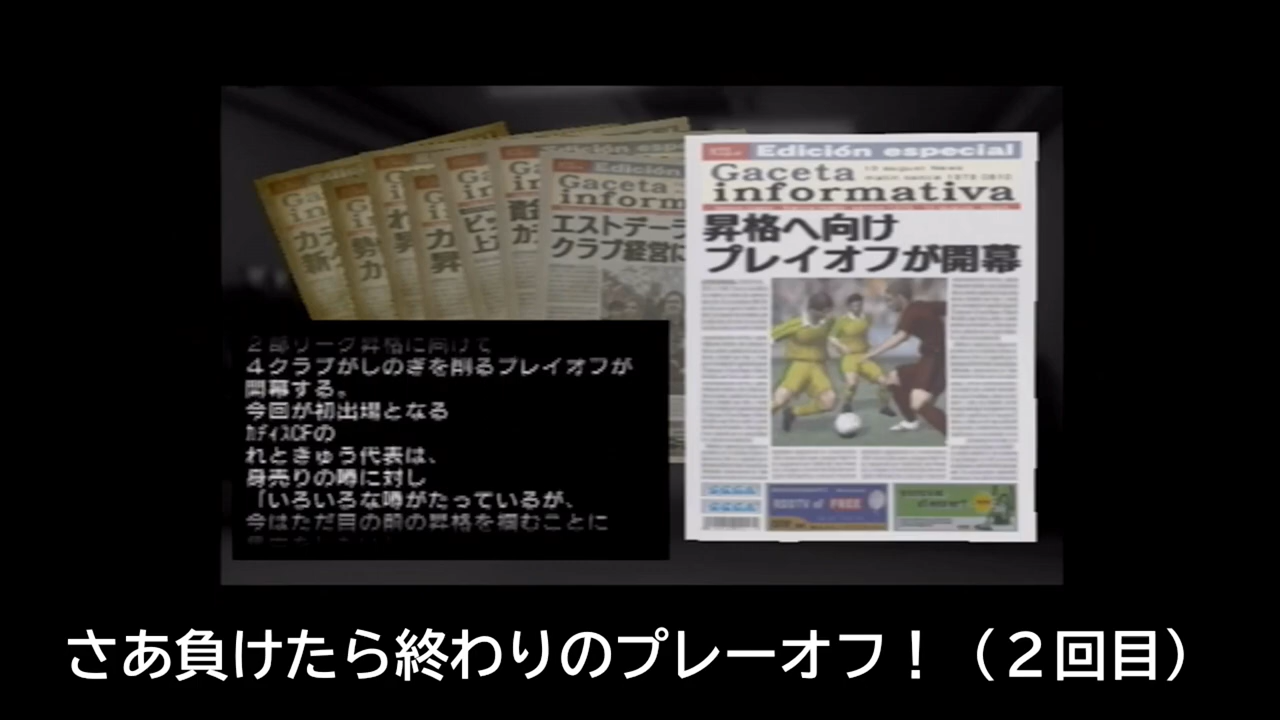 Edición especial
Gaceta
informativa
昇格へ向け
プレイオフが開幕
Edición esp
Edición
Gaceta
inform
エストデーラ
クラブ経営に
２部リーグ昇格に向けて
４クラブがしのぎを削るプレイオフが
開幕する。
今回が初出場となる
ｶﾃﾞｨｽCFの
れときゅう代表は、
身売りの噂に対し
「いろいろな噂がたっているが、
今はただ目の前の昇格を掴むことに
さあ負けたら終わりのプレーオフ！（２回目）